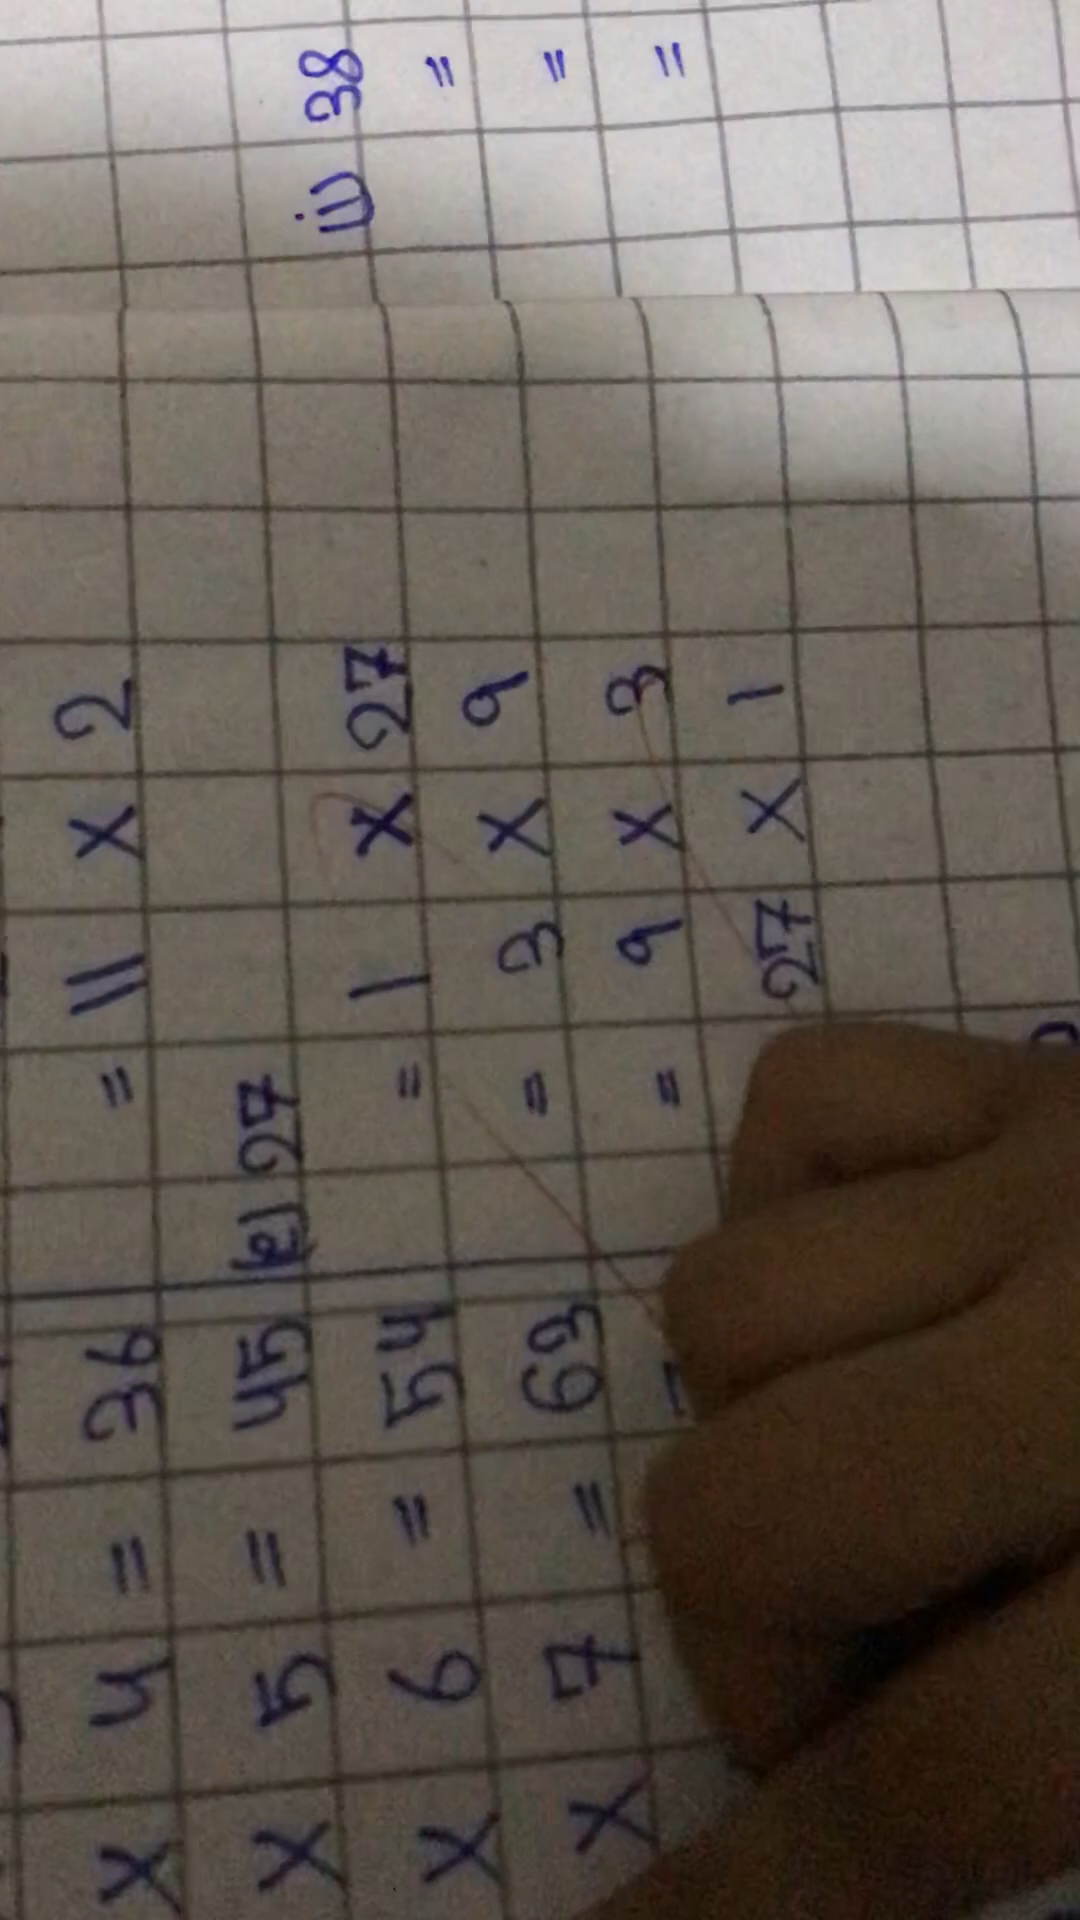 x 4 = 36
x 5 = 45
x 6 = 54
x 7 = 63
= 11 x 2
27
= 1 x 27
= 3 x 9
= 9 x 3
27 x 1
(ii) 38
=
=
=